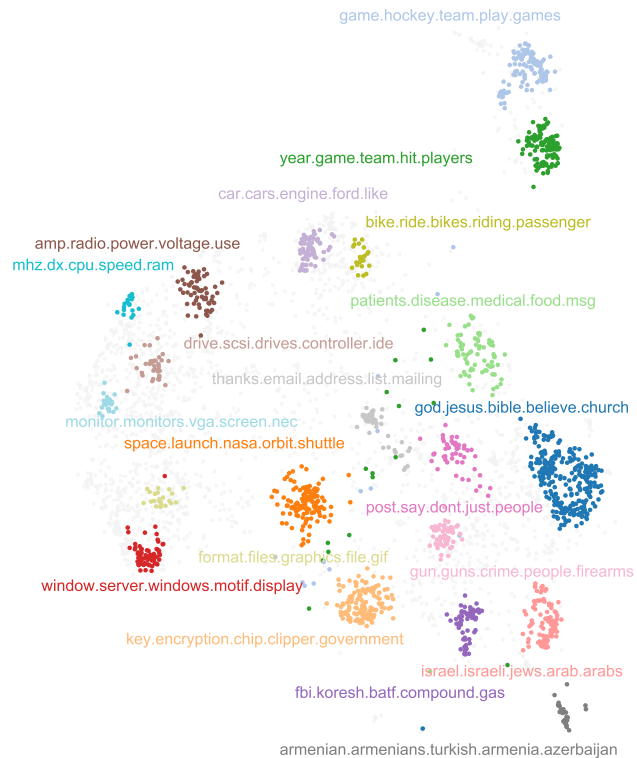 game.hockey.team.play.games
year.game.team.hit.players
car.cars.engine.ford.like
bike.ride.bikes.riding.passenger
amp.radio.power.voltage.use
mhz.dx.cpu.speed.ram
patients.disease.medical.food.msg
drive.scsi.drives.controller.ide
thanks.email.address.list.mailing
god.jesus.bible.believe.church
monitor.monitors.vga.screen.nec
space.launch.nasa.orbit.shuttle
post.say.dont.just.people
format.files.graphics.file.gif
gun.guns.crime.people.firearms
window.server.windows.motif.display
key.encryption.chip.clipper.government
israel.israeli.jews.arab.arabs
fbi.koresh.batf.compound.gas
armenian.armenians.turkish.armenia.azerbaijan